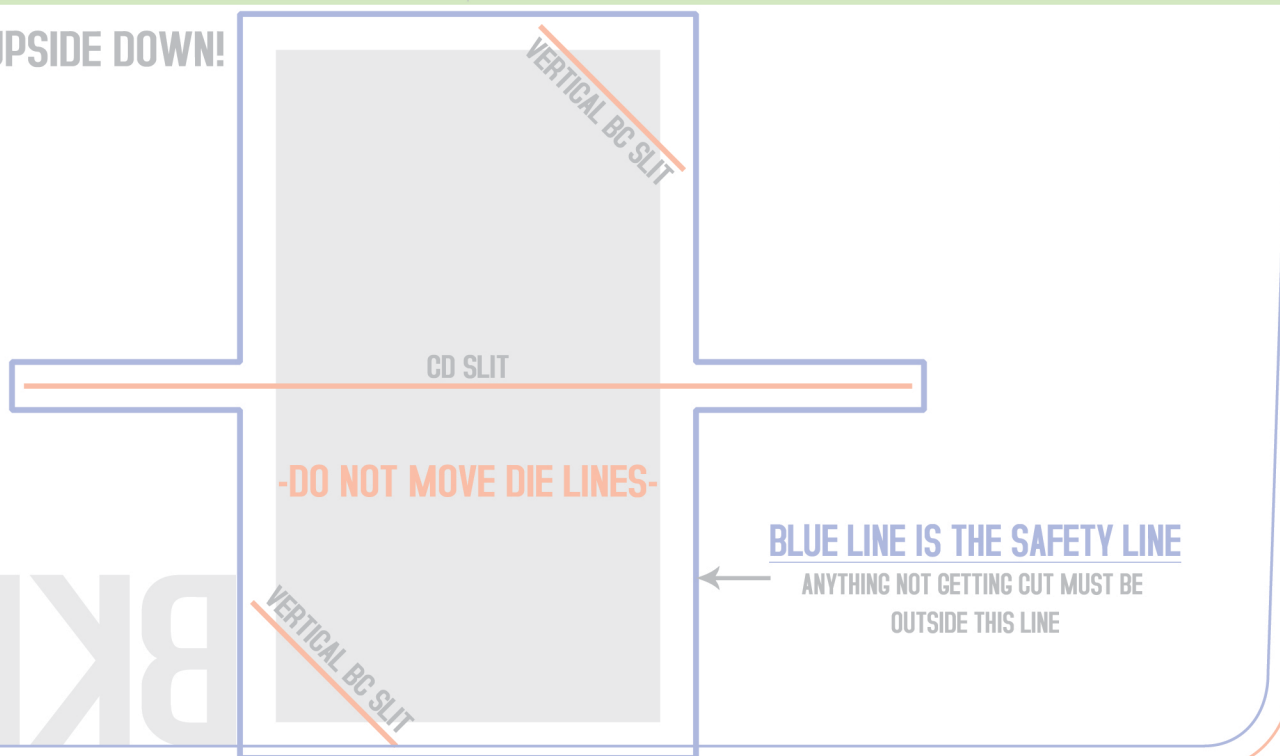 UPSIDE DOWN!
VERTICAL BC SLIT
CD SLIT
-DO NOT MOVE DIE LINES-
BLUE LINE IS THE SAFETY LINE
ANYTHING NOT GETTING CUT MUST BE
OUTSIDE THIS LINE
VERTICAL BC SLIT
BK